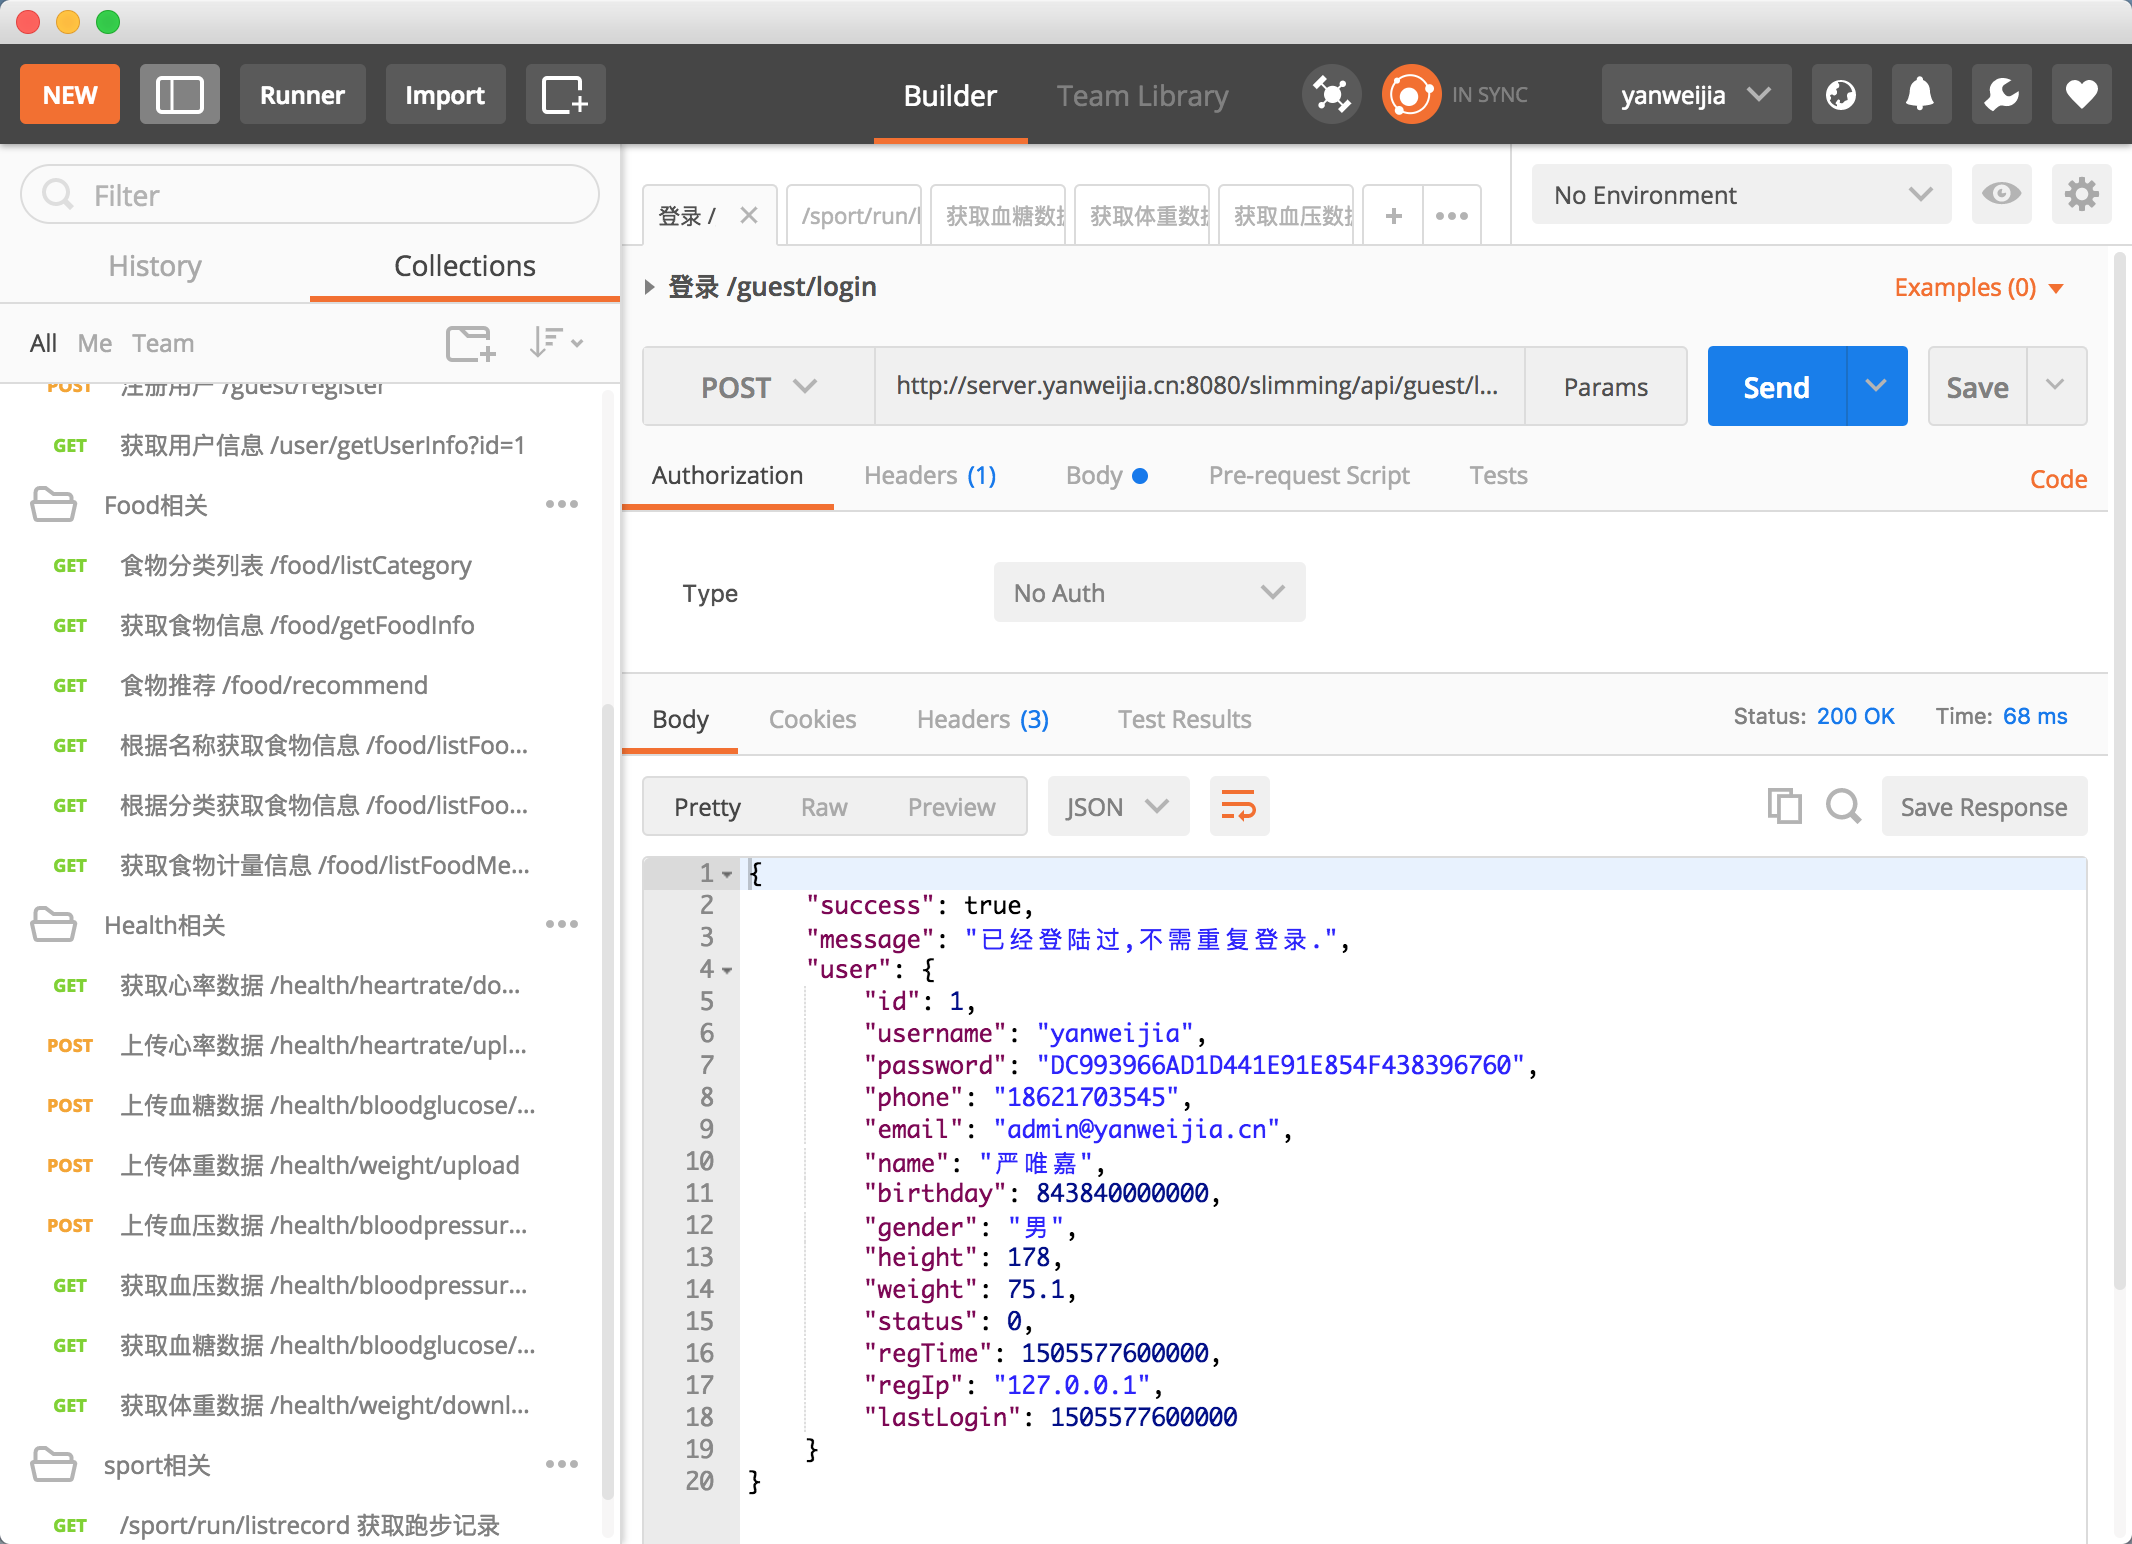 NEW
Runner
Import
Builder
Team Library
IN SYNC
yanweijia
Filter
History
Collections
All Me Team
POST 注册用户 /guest/register
GET 获取用户信息 /user/getUserInfo?id=1
Food相关
GET 食物分类列表 /food/listCategory
GET 获取食物信息 /food/getFoodInfo
GET 食物推荐 /food/recommend
GET 根据名称获取食物信息 /food/listFoo...
GET 根据分类获取食物信息 /food/listFoo...
GET 获取食物计量信息 /food/listFoodMe...
Health相关
GET 获取心率数据 /health/heartrate/do...
POST 上传心率数据 /health/heartrate/upl...
POST 上传血糖数据 /health/bloodglucose/...
POST 上传体重数据 /health/weight/upload
POST 上传血压数据 /health/bloodpressur...
GET 获取血压数据 /health/bloodpressur...
GET 获取血糖数据 /health/bloodglucose/...
GET 获取体重数据 /health/weight/downl...
sport相关
GET /sport/run/listrecord 获取跑步记录
登录 /
/sport/run/l
获取血糖数据
获取体重数据
获取血压数据
No Environment
登录 /guest/login
Examples (0)
POST
http://server.yanweijia.cn:8080/slimming/api/guest/l...
Params
Send
Save
Authorization
Headers (1)
Body
Pre-request Script
Tests
Code
Type
No Auth
Body
Cookies
Headers (3)
Test Results
Status: 200 OK
Time: 68 ms
Pretty
Raw
Preview
JSON
Save Response
1 {
2 "success": true,
3 "message": "已经登陆过,不需重复登录.",
4 "user": {
5 "id": 1,
6 "username": "yanweijia",
7 "password": "DC993966AD1D441E91E854F438396760",
8 "phone": "18621703545",
9 "email": "admin@yanweijia.cn",
10 "name": "严唯嘉",
11 "birthday": 843840000000,
12 "gender": "男",
13 "height": 178,
14 "weight": 75.1,
15 "status": 0,
16 "regTime": 1505577600000,
17 "regIp": "127.0.0.1",
18 "lastLogin": 1505577600000
19 }
20 }